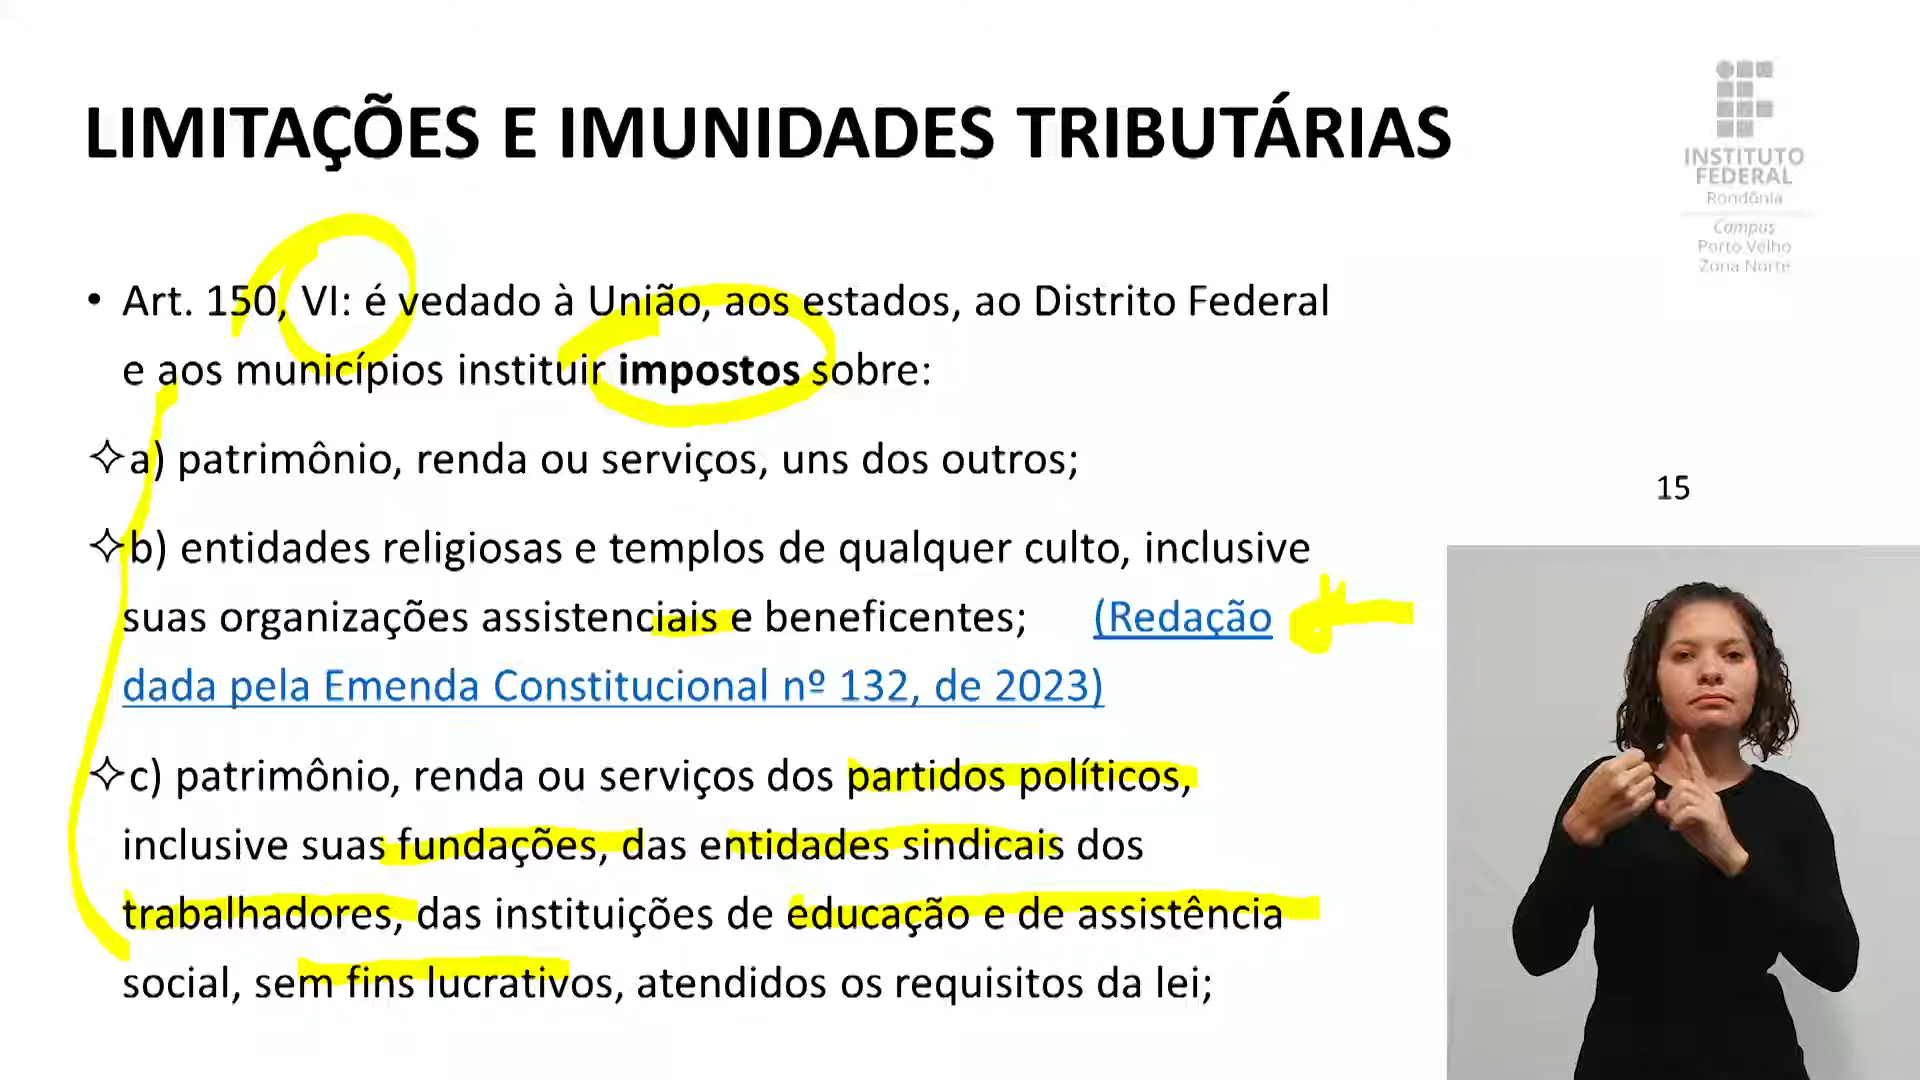 LIMITAÇÕES E IMUNIDADES TRIBUTÁRIAS
INSTITUTO
FEDERAL
Rondônia
Campus
Porto Velho
Zona Norte
• Art. 150, VI: é vedado à União, aos estados, ao Distrito Federal
e aos municípios instituir impostos sobre:
a) patrimônio, renda ou serviços, uns dos outros;
15
b) entidades religiosas e templos de qualquer culto, inclusive
suas organizações assistenciais e beneficentes; (Redação
dada pela Emenda Constitucional nº 132, de 2023)
c) patrimônio, renda ou serviços dos partidos políticos,
inclusive suas fundações, das entidades sindicais dos
trabalhadores, das instituições de educação e de assistência
social, sem fins lucrativos, atendidos os requisitos da lei;